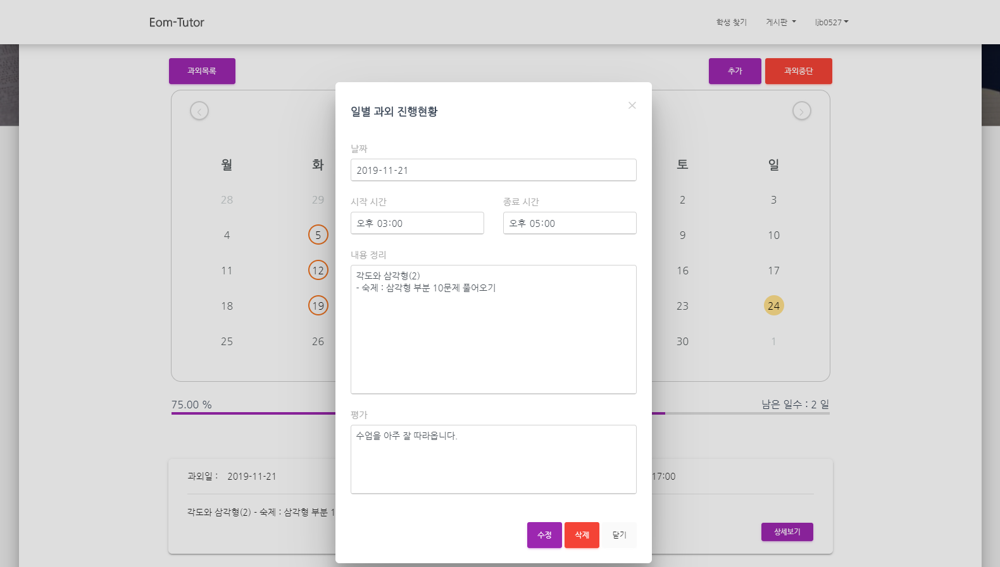 Eom-Tutor
학생 찾기
게시판
ljb0527
과외목록
추가
과외중단
일별 과외 진행현황
날짜
2019-11-21
시작 시간
종료 시간
오후 03:00
오후 05:00
내용 정리
각도와 삼각형(2)
- 숙제 : 삼각형 부분 10문제 풀어오기
평가
수업을 아주 잘 따라옵니다.
수정
삭제
닫기
월 화 토 일
28 29 2 3
4 5 9 10
11 12 16 17
18 19 23 24
25 26 30 1
75.00 %
남은 일수 : 2 일
과외일 : 2019-11-21
17:00
각도와 삼각형(2) - 숙제 : 삼각형 부분 1
상세보기